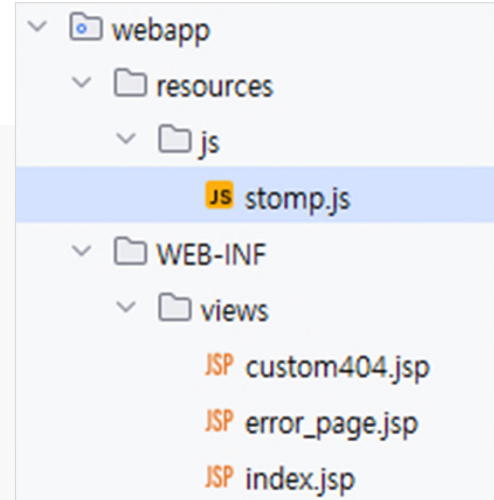 webapp
resources
js
JS stomp.js
WEB-INF
views
JSP custom404.jsp
JSP error_page.jsp
JSP index.jsp